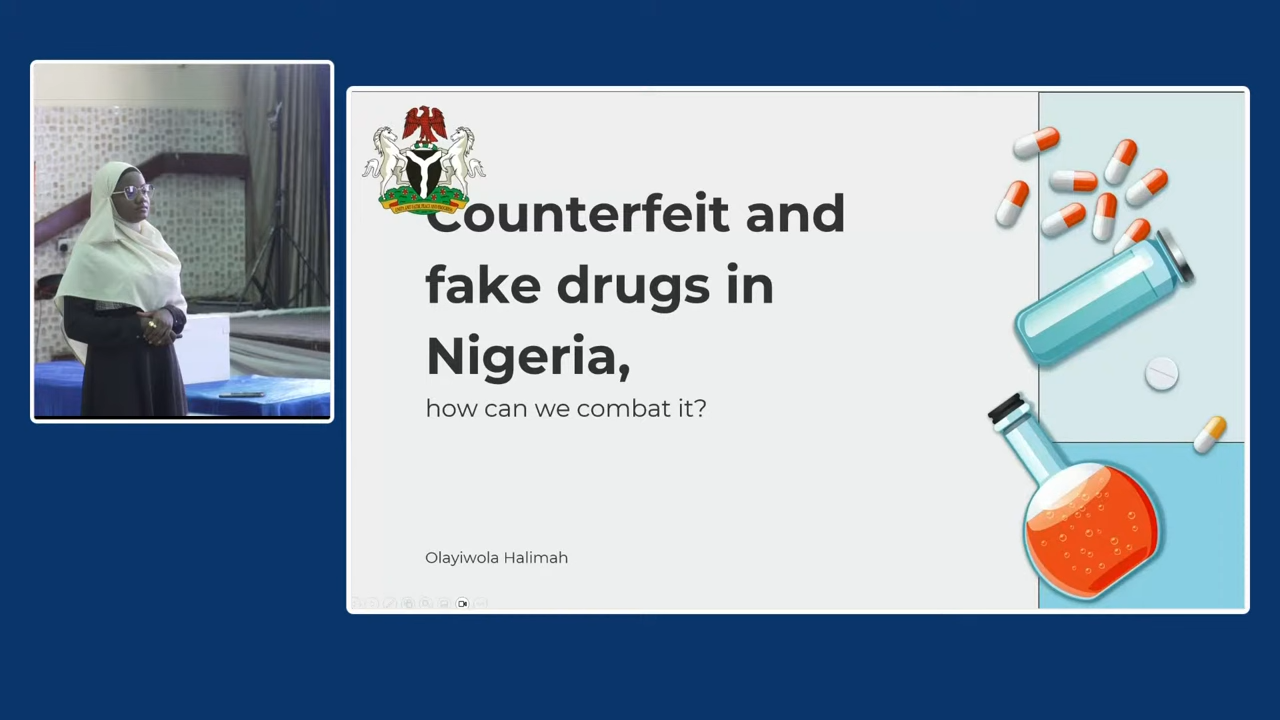 Counterfeit and
fake drugs in
Nigeria,
how can we combat it?
Olayiwola Halimah